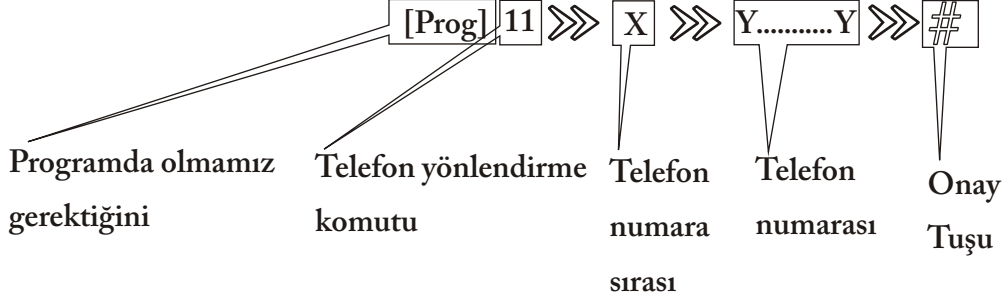 [Prog] 11 >>> X >>> Y...........Y >>> #
Programda olmamız
gerektiğini
Telefon yönlendirme
komutu
Telefon
numara
sırası
Telefon
numarası
Onay
Tuşu